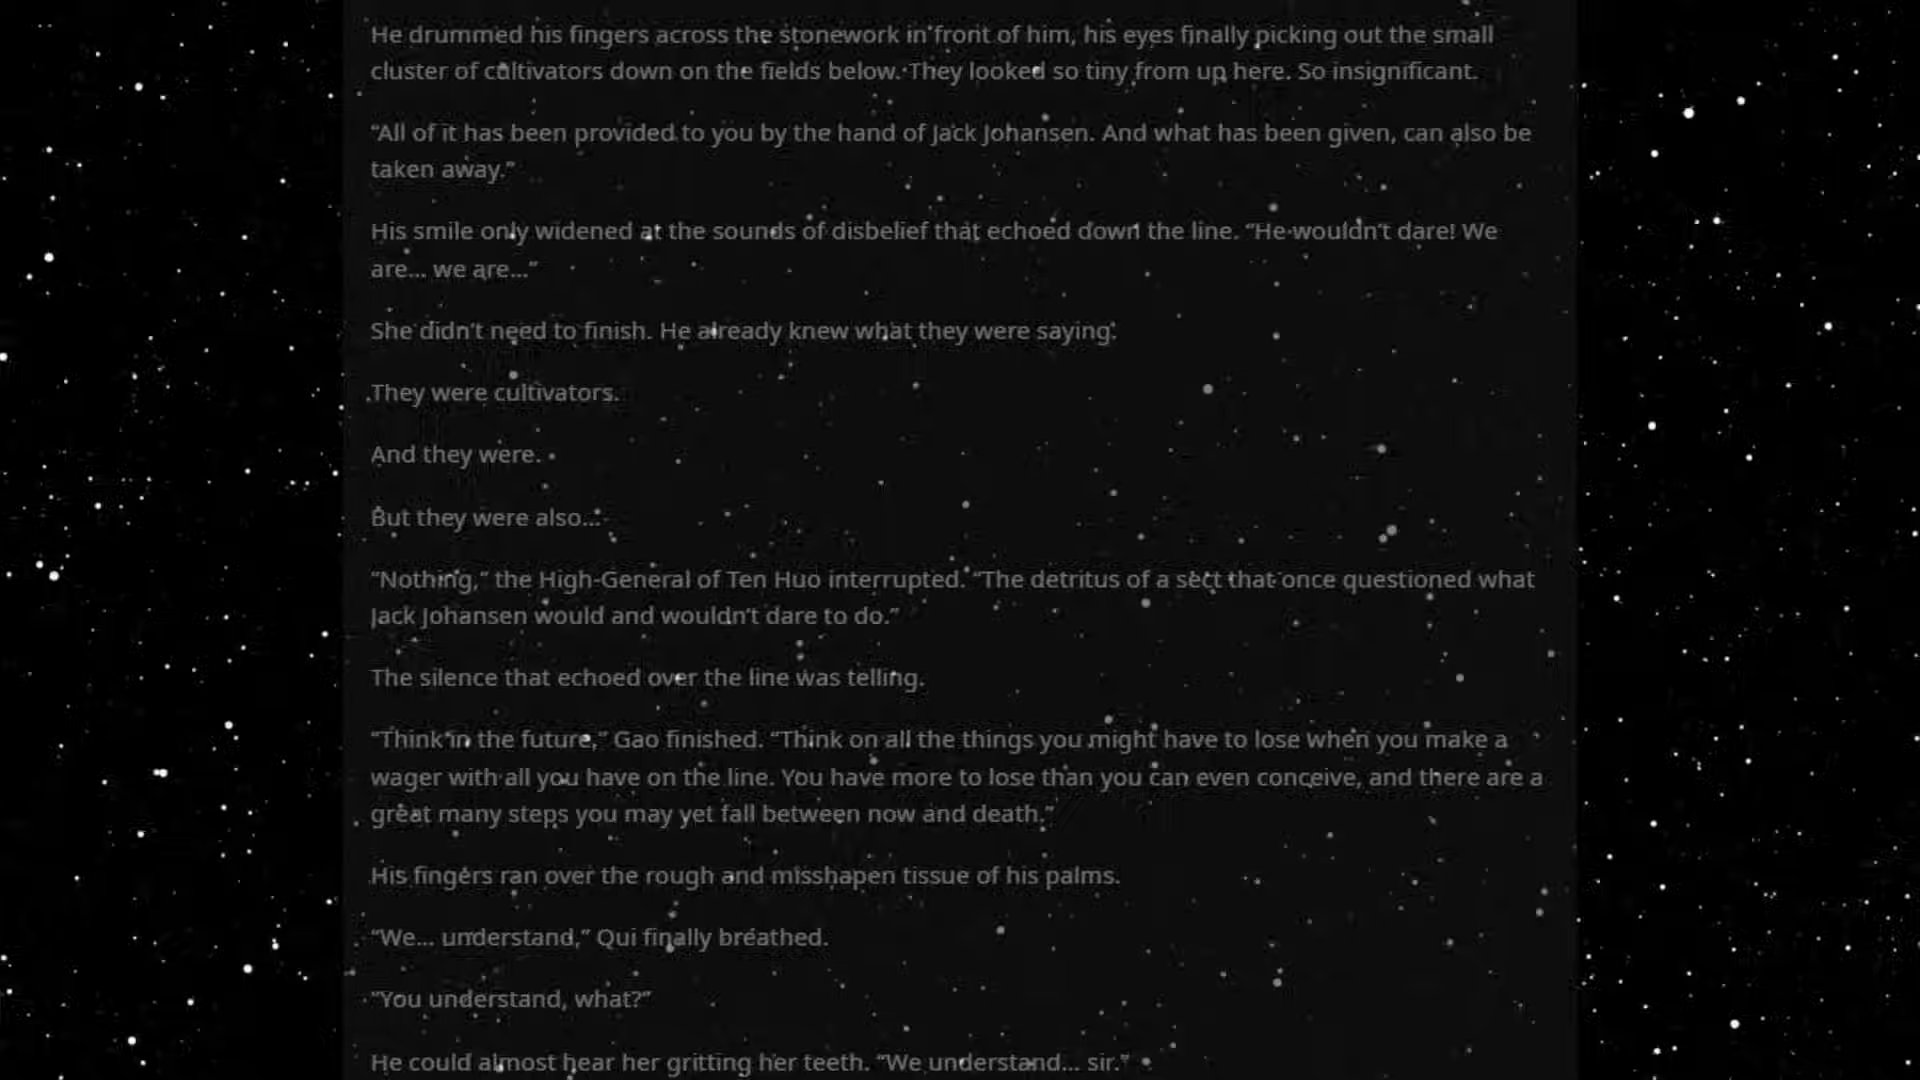 He drummed his fingers across the stonework in front of him, his eyes finally picking out the small
cluster of cultivators down on the fields below. They looked so tiny from up here. So insignificant.
“All of it has been provided to you by the hand of Jack Johansen. And what has been given, can also be
taken away.”
His smile only widened at the sounds of disbelief that echoed down the line. “He wouldn’t dare! We
are... we are...”
She didn’t need to finish. He already knew what they were saying.
They were cultivators.
And they were.
But they were also...
“Nothing,” the High-General of Ten Huo interrupted. “The detritus of a sect that once questioned what
Jack Johansen would and wouldn’t dare to do.”
The silence that echoed over the line was telling.
“Think in the future,” Gao finished. “Think on all the things you might have to lose when you make a
wager with all you have on the line. You have more to lose than you can even conceive, and there are a
great many steps you may yet fall between now and death.”
His fingers ran over the rough and misshapen tissue of his palms.
“We... understand,” Qui finally breathed.
“You understand, what?”
He could almost hear her gritting her teeth. “We understand... sir.”